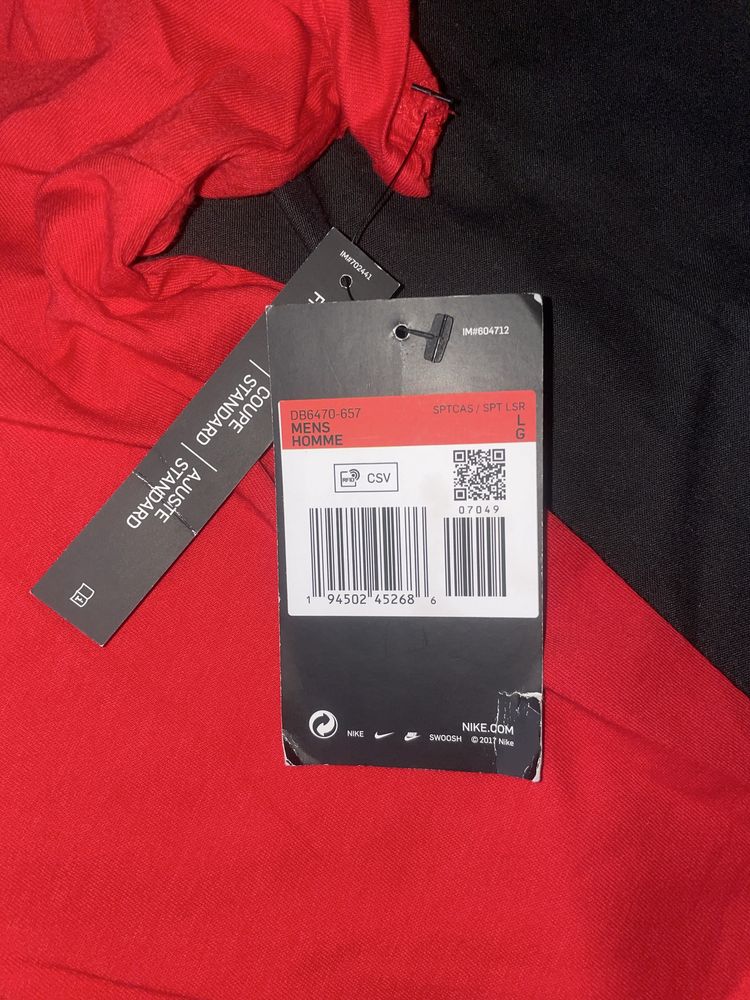 IM#702441
COUPE
STANDARD
AJUSTE
STANDARD
IM#604712
DB6470-657
SPTCAS / SPT LSR
MENS
L
HOMME
G
RFID
CSV
07049
1 94502 45268 6
NIKE.COM
NIKE
SWOOSH
© 2017 Nike